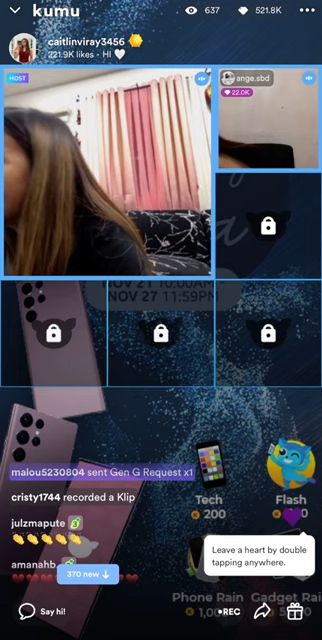 kumu
637
521.8K
caitlinviray3456
221.9K likes · HI 🤍
HOST
ange.sbd
22.0K
NOV 21 10:00AM
NOV 27 11:59PM
malou5230804 sent Gen G Request x1
cristy1744 recorded a Klip
julzmapute
👏👏👏👏👏
amanahb
370 new ↓
Tech
200
Flash
Leave a heart by double
tapping anywhere.
Phone Rain
Gadget Rai
Say hi!
REC